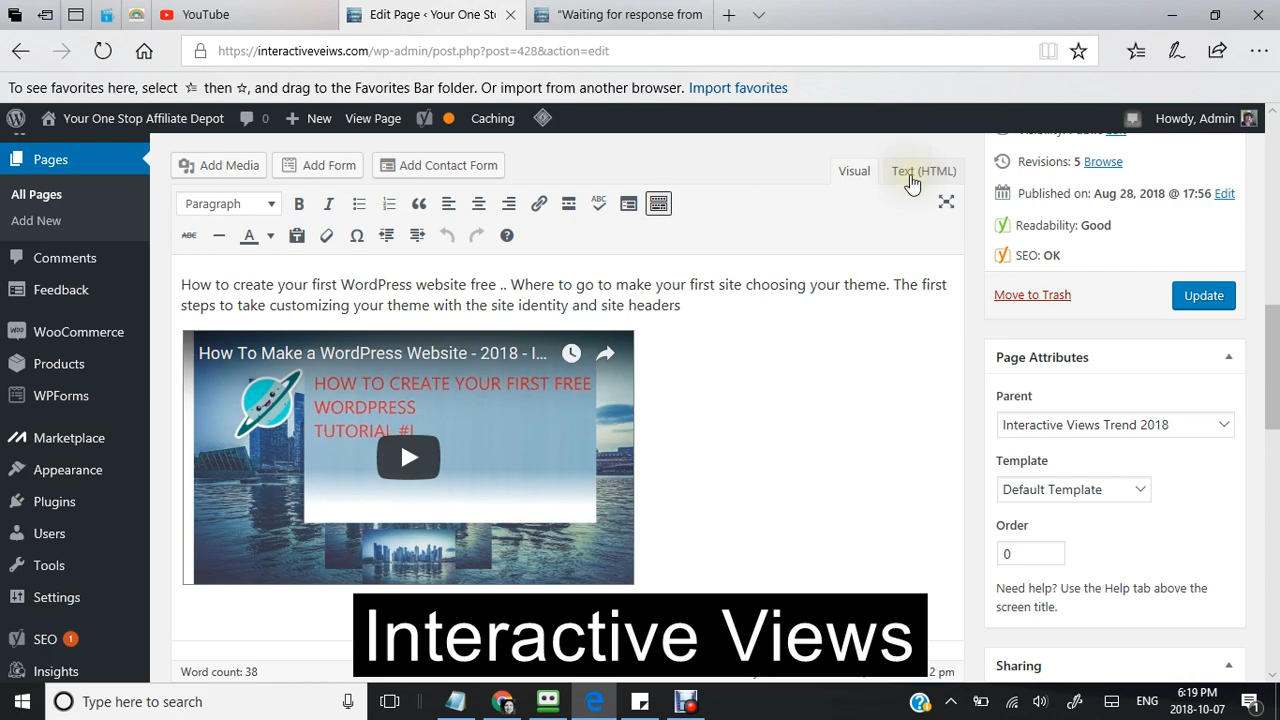 YouTube
Edit Page ‹ Your One Sto
"Waiting for response from
https://interactiveveiws.com/wp-admin/post.php?post=428&action=edit
To see favorites here, select ☆ then ☆, and drag to the Favorites Bar folder. Or import from another browser. Import favorites
Your One Stop Affiliate Depot
0
New
View Page
Caching
Howdy, Admin
Pages
All Pages
Add New
Comments
Feedback
WooCommerce
Products
WPForms
Marketplace
Appearance
Plugins
Users
Tools
Settings
SEO 1
Insights
Add Media
Add Form
Add Contact Form
Visual
Text (HTML)
Paragraph
B I
ABC
ABC
A
Ω
How to create your first WordPress website free .. Where to go to make your first site choosing your theme. The first
steps to take customizing your theme with the site identity and site headers
How To Make a WordPress Website - 2018 - I...
HOW TO CREATE YOUR FIRST FREE
WORDPRESS
TUTORIAL #I
Interactive Views
Word count: 38
2 pm
Revisions: 5 Browse
Published on: Aug 28, 2018 @ 17:56 Edit
Readability: Good
SEO: OK
Move to Trash
Update
Page Attributes
Parent
Interactive Views Trend 2018
Template
Default Template
Order
0
Need help? Use the Help tab above the
screen title.
Sharing
Type here to search
ENG
6:19 PM
2018-10-07
1